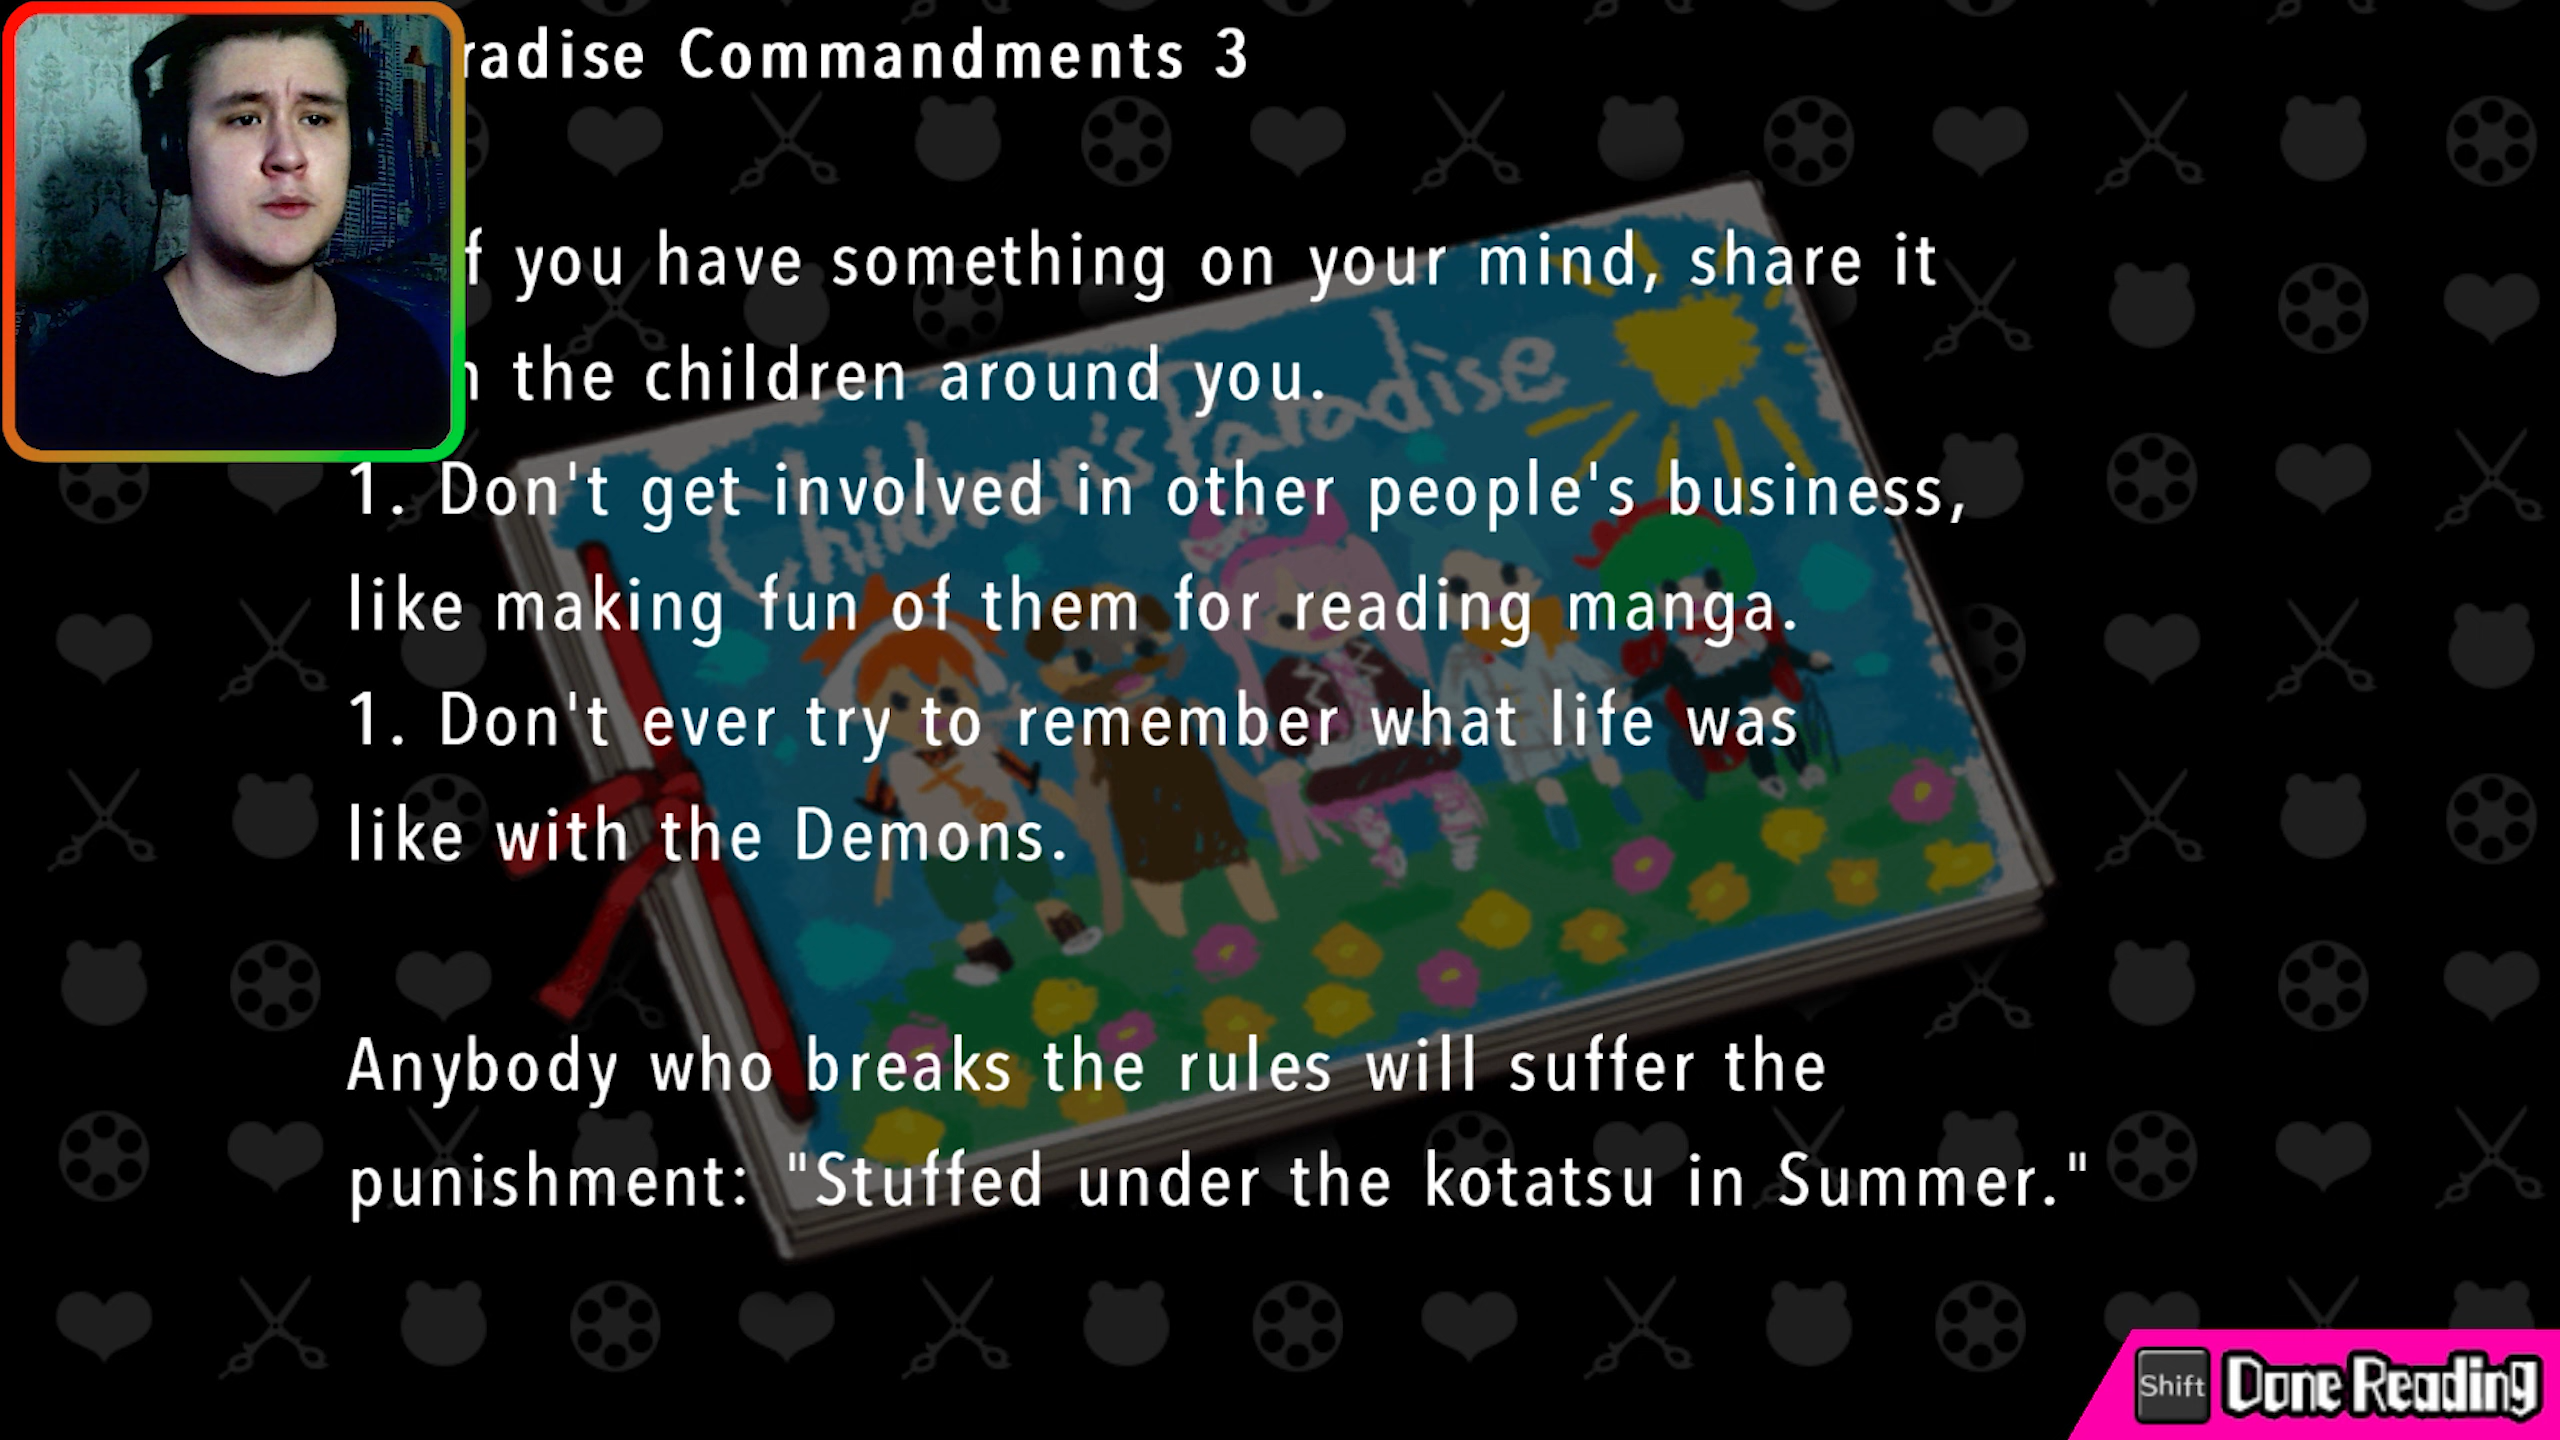 radise Commandments 3
f you have something on your mind, share it
the children around you.
1. Don't get involved in other people's business,
like making fun of them for reading manga.
1. Don't ever try to remember what life was
like with the Demons.
Anybody who breaks the rules will suffer the
punishment: "Stuffed under the kotatsu in Summer."
Children's Paradise
Shift Done Reading